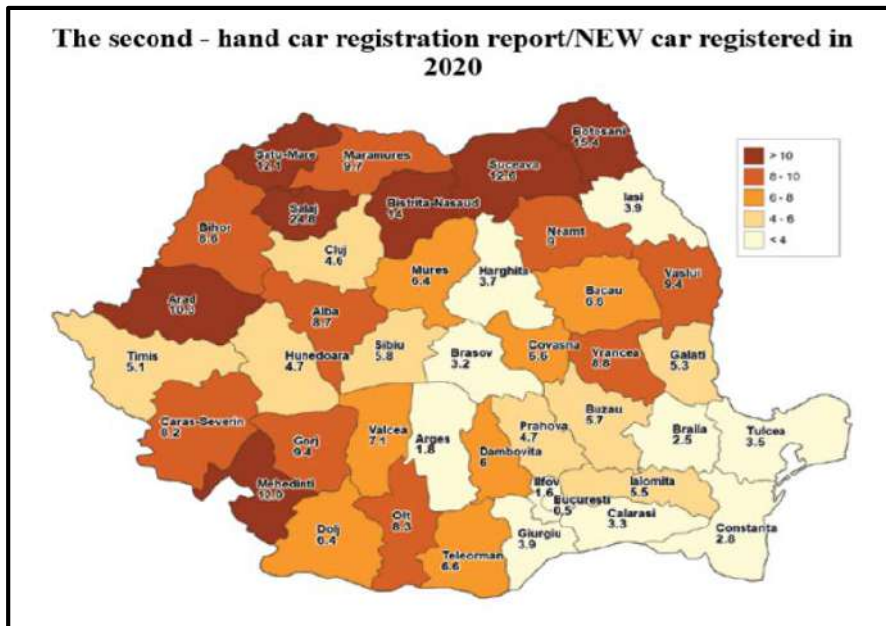 The second - hand car registration report/NEW car registered in
2020
Botosani
15.4
Satu-Mare
12.1
Maramures
9.7
Suceava
12.6
> 10
8 - 10
6 - 8
4 - 6
< 4
Salaj
24.8
Bistrita-Nasaud
14
Iasi
3.9
Bihor
8.6
Neamt
9
Cluj
4.6
Mures
6.4
Harghita
3.7
Bacau
6.6
Vaslui
9.4
Arad
Alba
8.7
Timis
5.1
Hunedoara
4.7
Sibiu
5.8
Brasov
3.2
Covasna
6.6
Vrancea
8.8
Galati
5.3
Caras-Severin
8.2
Gorj
9.4
Valcea
7.1
Arges
1.8
Dambovita
6
Prahova
4.7
Buzau
5.7
Braila
2.5
Tulcea
3.5
Mehedinti
Ilfov
1.6
Bucuresti
0.5
Ialomita
5.5
Dolj
6.4
Olt
8.3
Teleorman
6.6
Giurgiu
3.9
Calarasi
3.3
Constanta
2.8